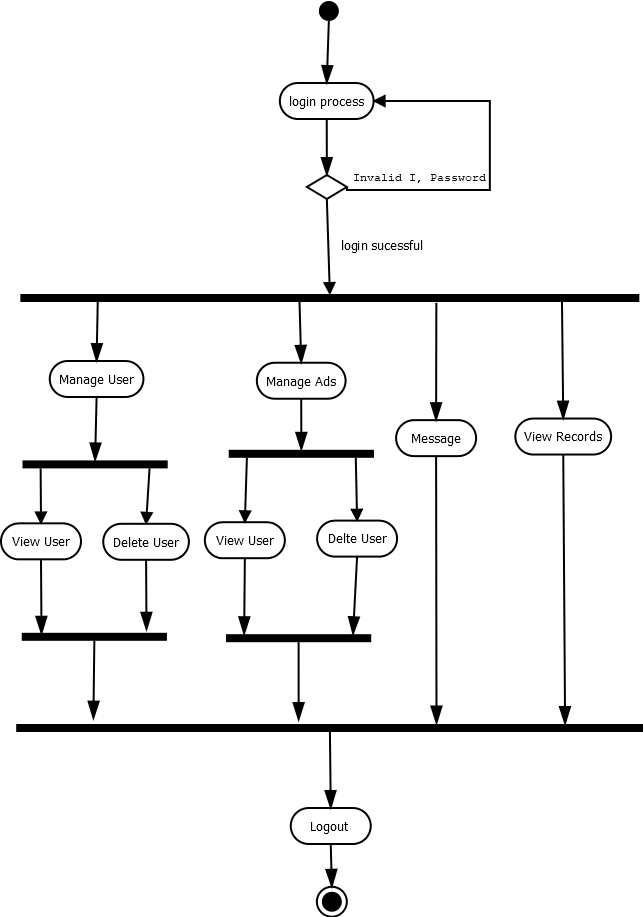 login process
Invalid I, Password
login sucessful
Manage User
Manage Ads
Message
View Records
View User
Delete User
View User
Delte User
Logout